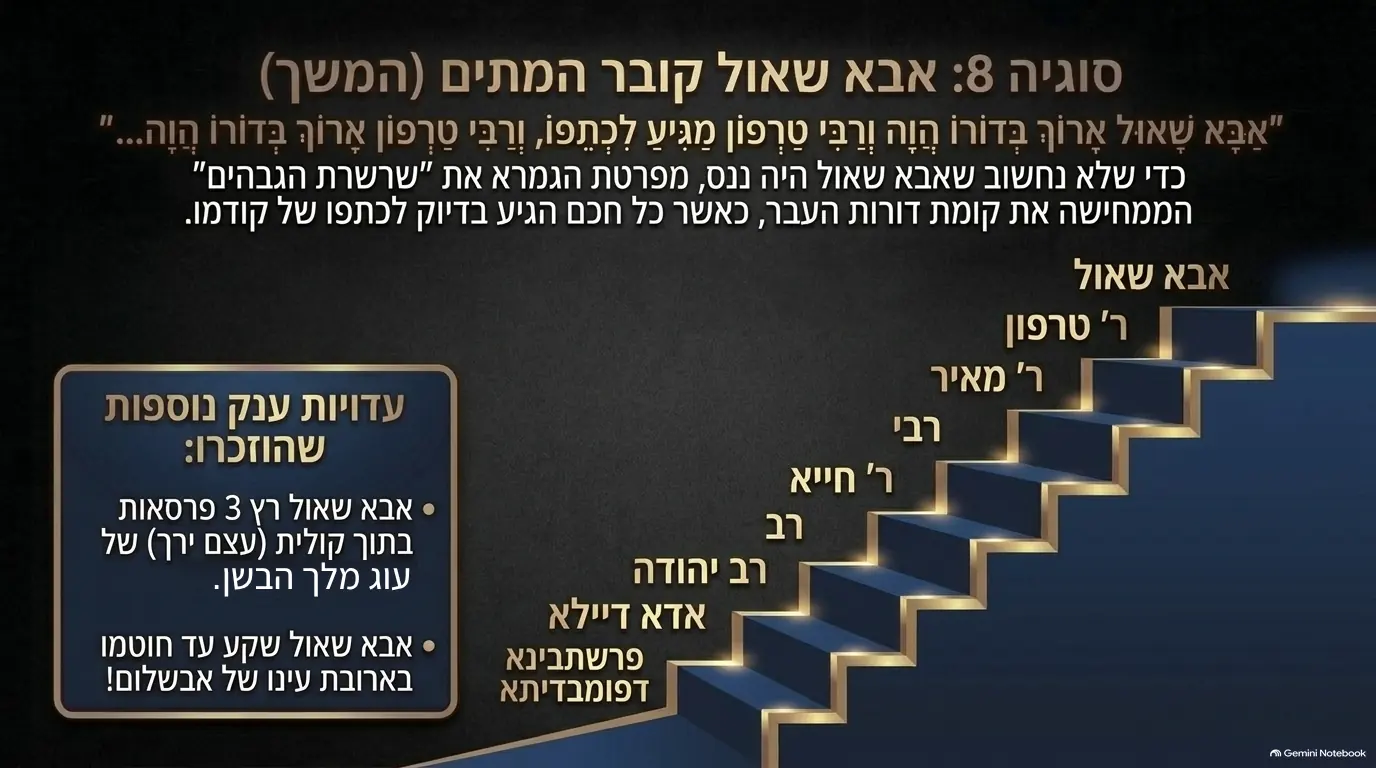 סוגיה 8: אבא שאול קובר המתים (המשך)
"אַבָּא שָׁאוּל אָרוֹךְ בְּדוֹרוֹ הֲוָה וְרַבִּי טַרְפוֹן מַגִּיעַ לִכְתֵפוֹ, וְרַבִּי טַרְפוֹן אָרוֹךְ בְּדוֹרוֹ הֲוָה..."
כדי שלא נחשוב שאבא שאול היה ננס, מפרטת הגמרא את "שרשרת הגבהים"
הממחישה את קומת דורות העבר, כאשר כל חכם הגיע בדיוק לכתפו של קודמו.
אבא שאול
ר' טרפון
ר' מאיר
רבי
ר' חייא
רב
רב יהודה
אדא דיילא
פרשתבינא
דפומבדיתא
עדויות ענק נוספות
שהוזכרו:
• אבא שאול רץ 3 פרסאות
בתוך קולית (עצם ירך) של
עוג מלך הבשן.
• אבא שאול שקע עד חוטמו
בארובת עינו של אבשלום!
Gemini Notebook